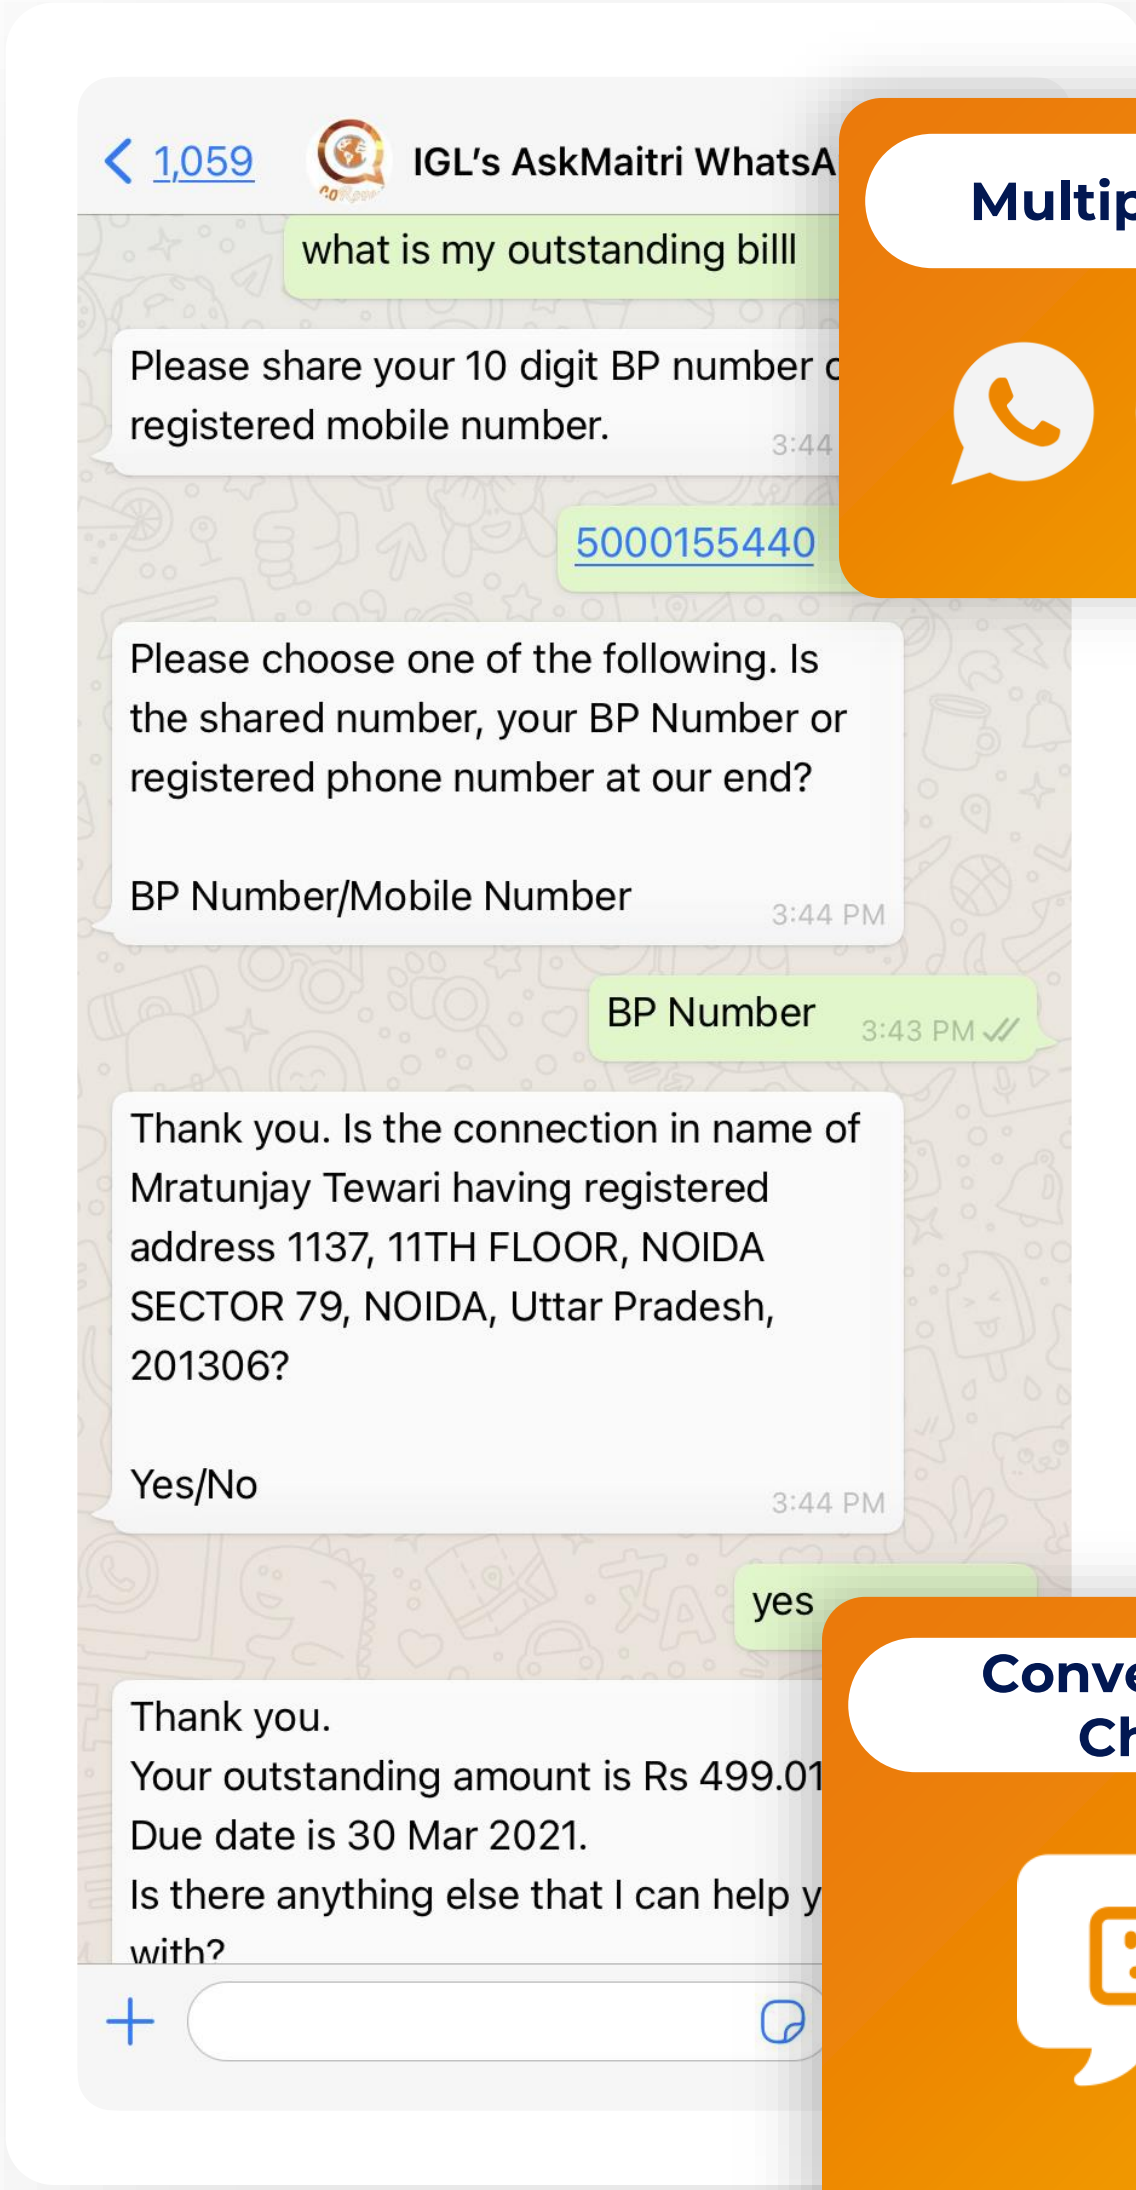 1,059
IGL's AskMaitri WhatsA
what is my outstanding billl
Please share your 10 digit BP number
registered mobile number.
3:44
5000155440
Please choose one of the following. Is
the shared number, your BP Number or
registered phone number at our end?
BP Number/Mobile Number
3:44 PM
BP Number
3:43 PM
Thank you. Is the connection in name of
Mratunjay Tewari having registered
address 1137, 11TH FLOOR, NOIDA
SECTOR 79, NOIDA, Uttar Pradesh,
201306?
Yes/No
3:44 PM
yes
Thank you.
Your outstanding amount is Rs 499.01
Due date is 30 Mar 2021.
Is there anything else that I can help y
with?
Multip
Conve
Ch